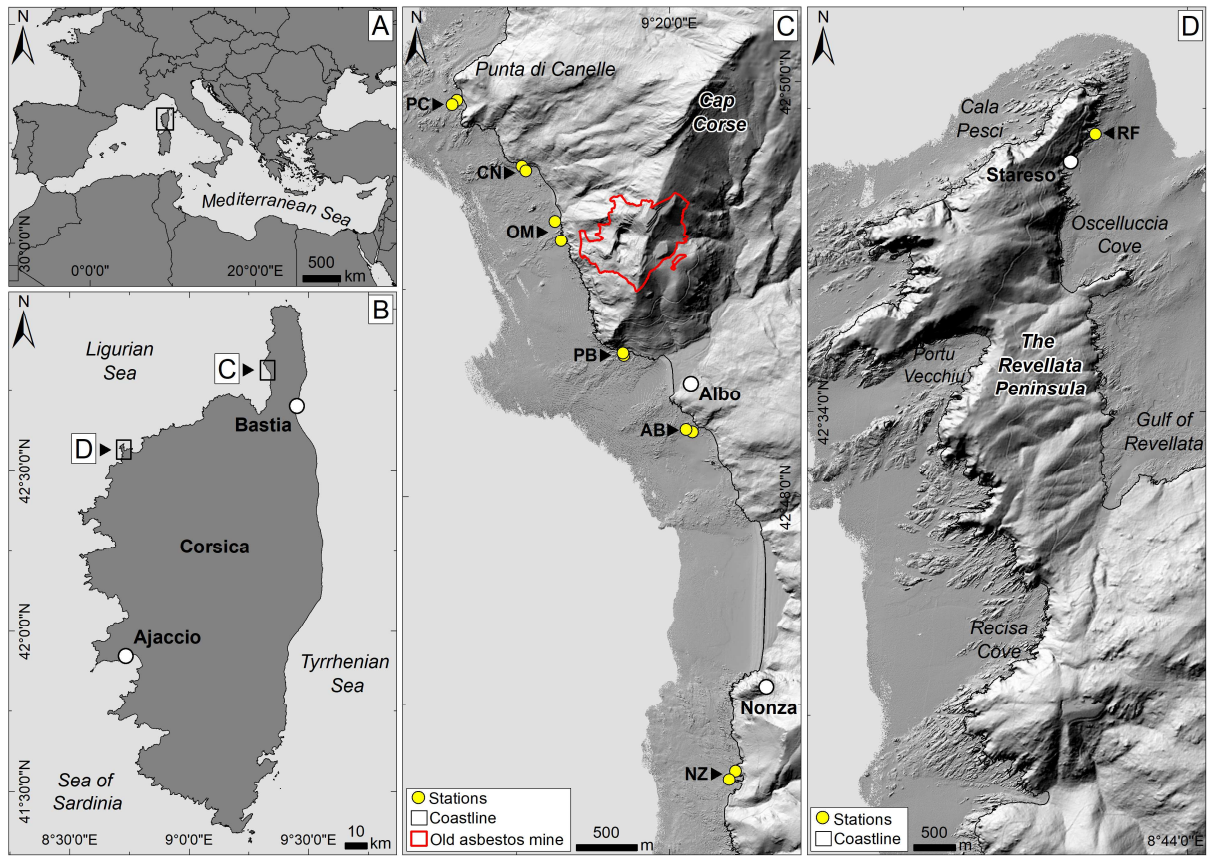 N
A
Mediterranean Sea
30°0'0"N
0°0'0"
20°0'0"E
500
km
N
B
Ligurian
Sea
C
Bastia
D
42°30'0"N
Corsica
42°0'0"N
Ajaccio
Tyrrhenian
Sea
Sea of
Sardinia
41°30'0"N
8°30'0"E
9°0'0"E
9°30'0"E
10
km
N
9°20'0"E
C
Punta di Canelle
42°50'0"N
PC
Cap
Corse
CN
OM
PB
Albo
AB
42°48'0"N
Nonza
NZ
Stations
Coastline
Old asbestos mine
500
m
N
D
Cala
Pesci
RF
Stareso
Oscelluccia
Cove
Portu
Vecchiu
The
Revellata
Peninsula
42°34'0"N
Gulf of
Revellata
Recisa
Cove
Stations
Coastline
500
m
8°44'0"E